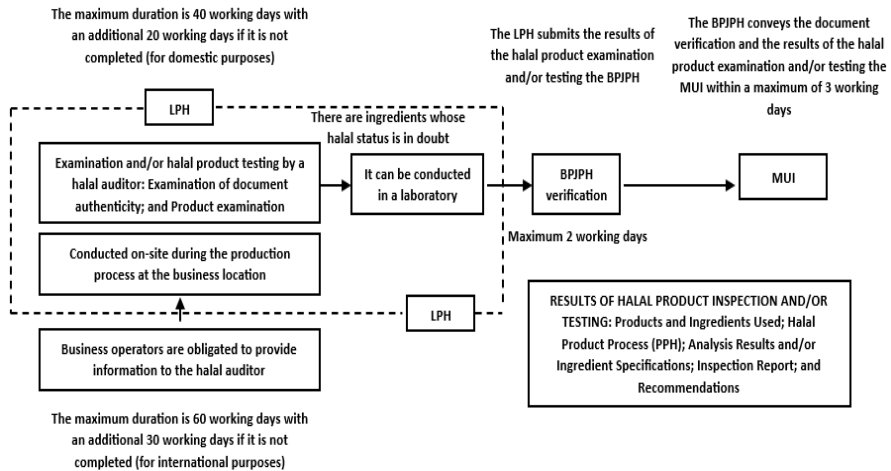 The maximum duration is 40 working days with
an additional 20 working days if it is not
completed (for domestic purposes)
The LPH submits the results of
the halal product examination
and/or testing the BPJPH
The BPJPH conveys the document
verification and the results of the halal
product examination and/or testing the
MUI within a maximum of 3 working
days
LPH
There are ingredients whose
halal status is in doubt
Examination and/or halal product testing by a
halal auditor: Examination of document
authenticity; and Product examination
It can be conducted
in a laboratory
BPJPH
verification
MUI
Maximum 2 working days
Conducted on-site during the production
process at the business location
LPH
Business operators are obligated to provide
information to the halal auditor
RESULTS OF HALAL PRODUCT INSPECTION AND/OR
TESTING: Products and Ingredients Used; Halal
Product Process (PPH); Analysis Results and/or
Ingredient Specifications; Inspection Report; and
Recommendations
The maximum duration is 60 working days with
an additional 30 working days if it is not
completed (for international purposes)